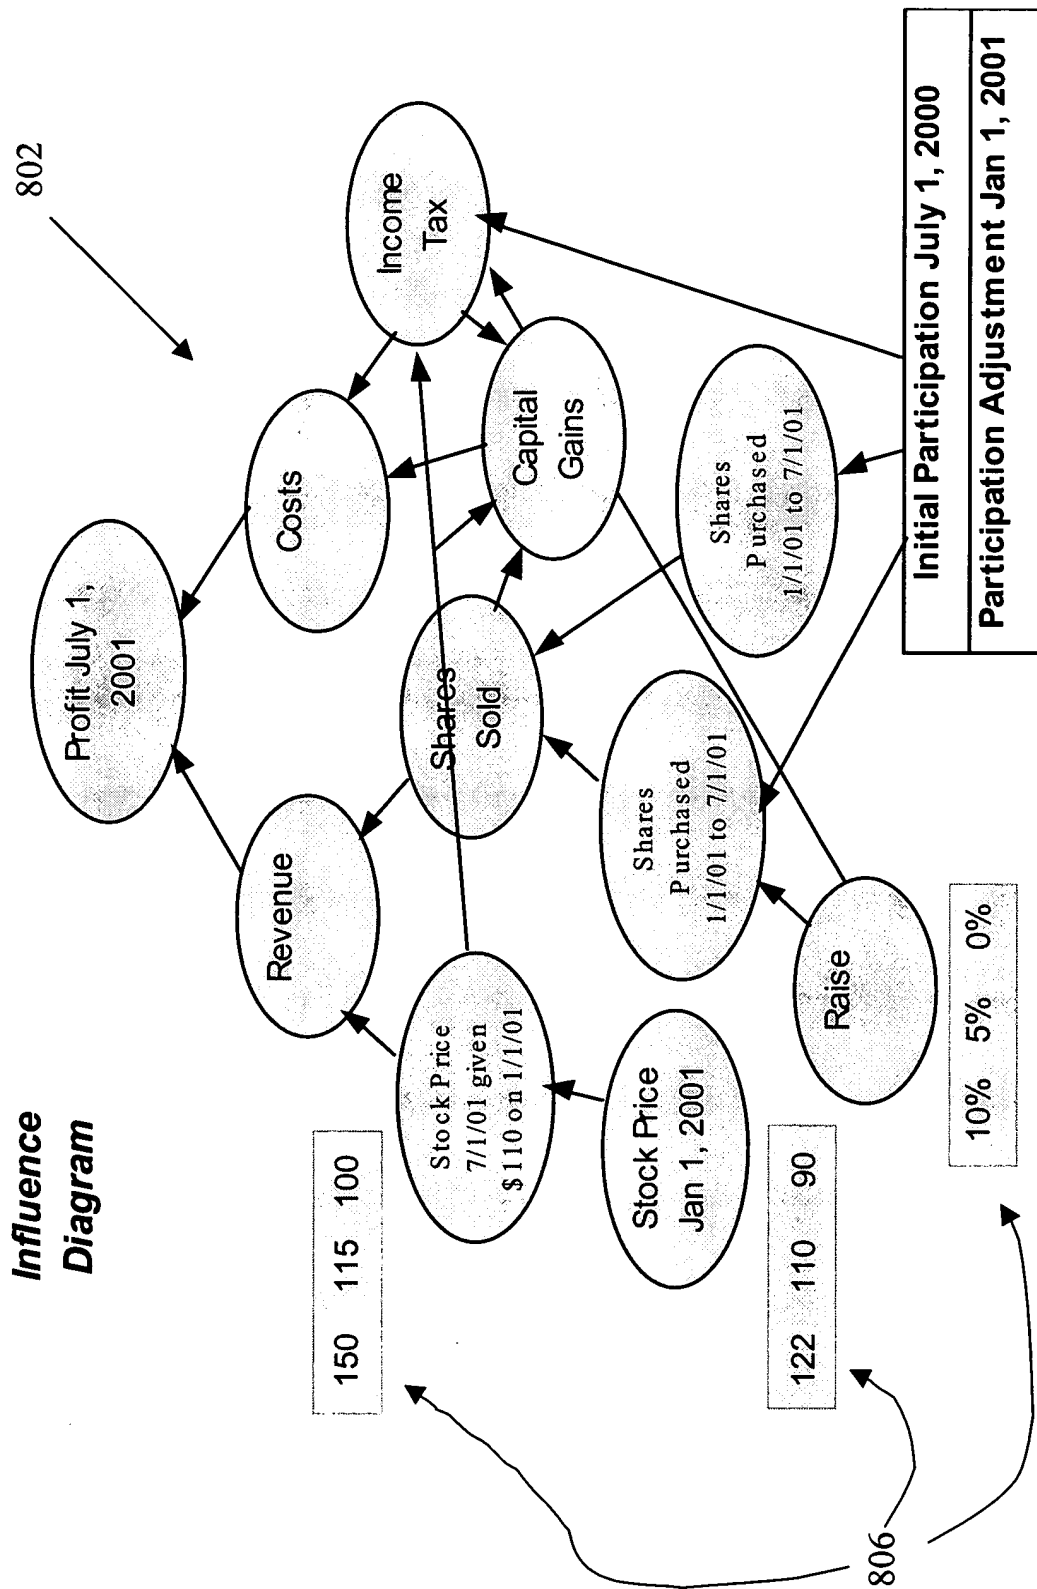 Influence
Diagram
802
Profit July 1,
2001
Revenue
Costs
150 115 100
Stock Price
7/1/01 given
$110 on 1/1/01
Shares
Sold
Income
Tax
Capital
Gains
Stock Price
Jan 1, 2001
Shares
Purchased
1/1/01 to 7/1/01
Shares
Purchased
1/1/01 to 7/1/01
122 110 90
Raise
10% 5% 0%
806
Initial Participation July 1, 2000
Participation Adjustment Jan 1, 2001